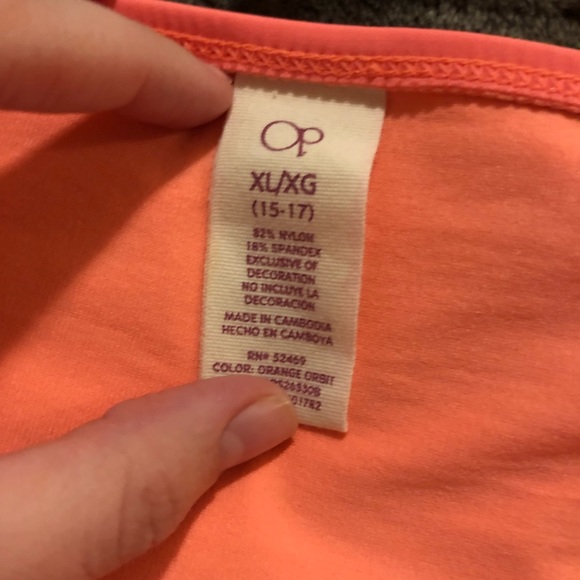 Op
XL/XG
(15-17)
82% NYLON
18% SPANDEX
EXCLUSIVE OF
DECORATION
NO INCLUYE LA
DECORACION
MADE IN CAMBODIA
HECHO EN CAMBOYA
RN# 52469
COLOR: ORANGE ORBIT